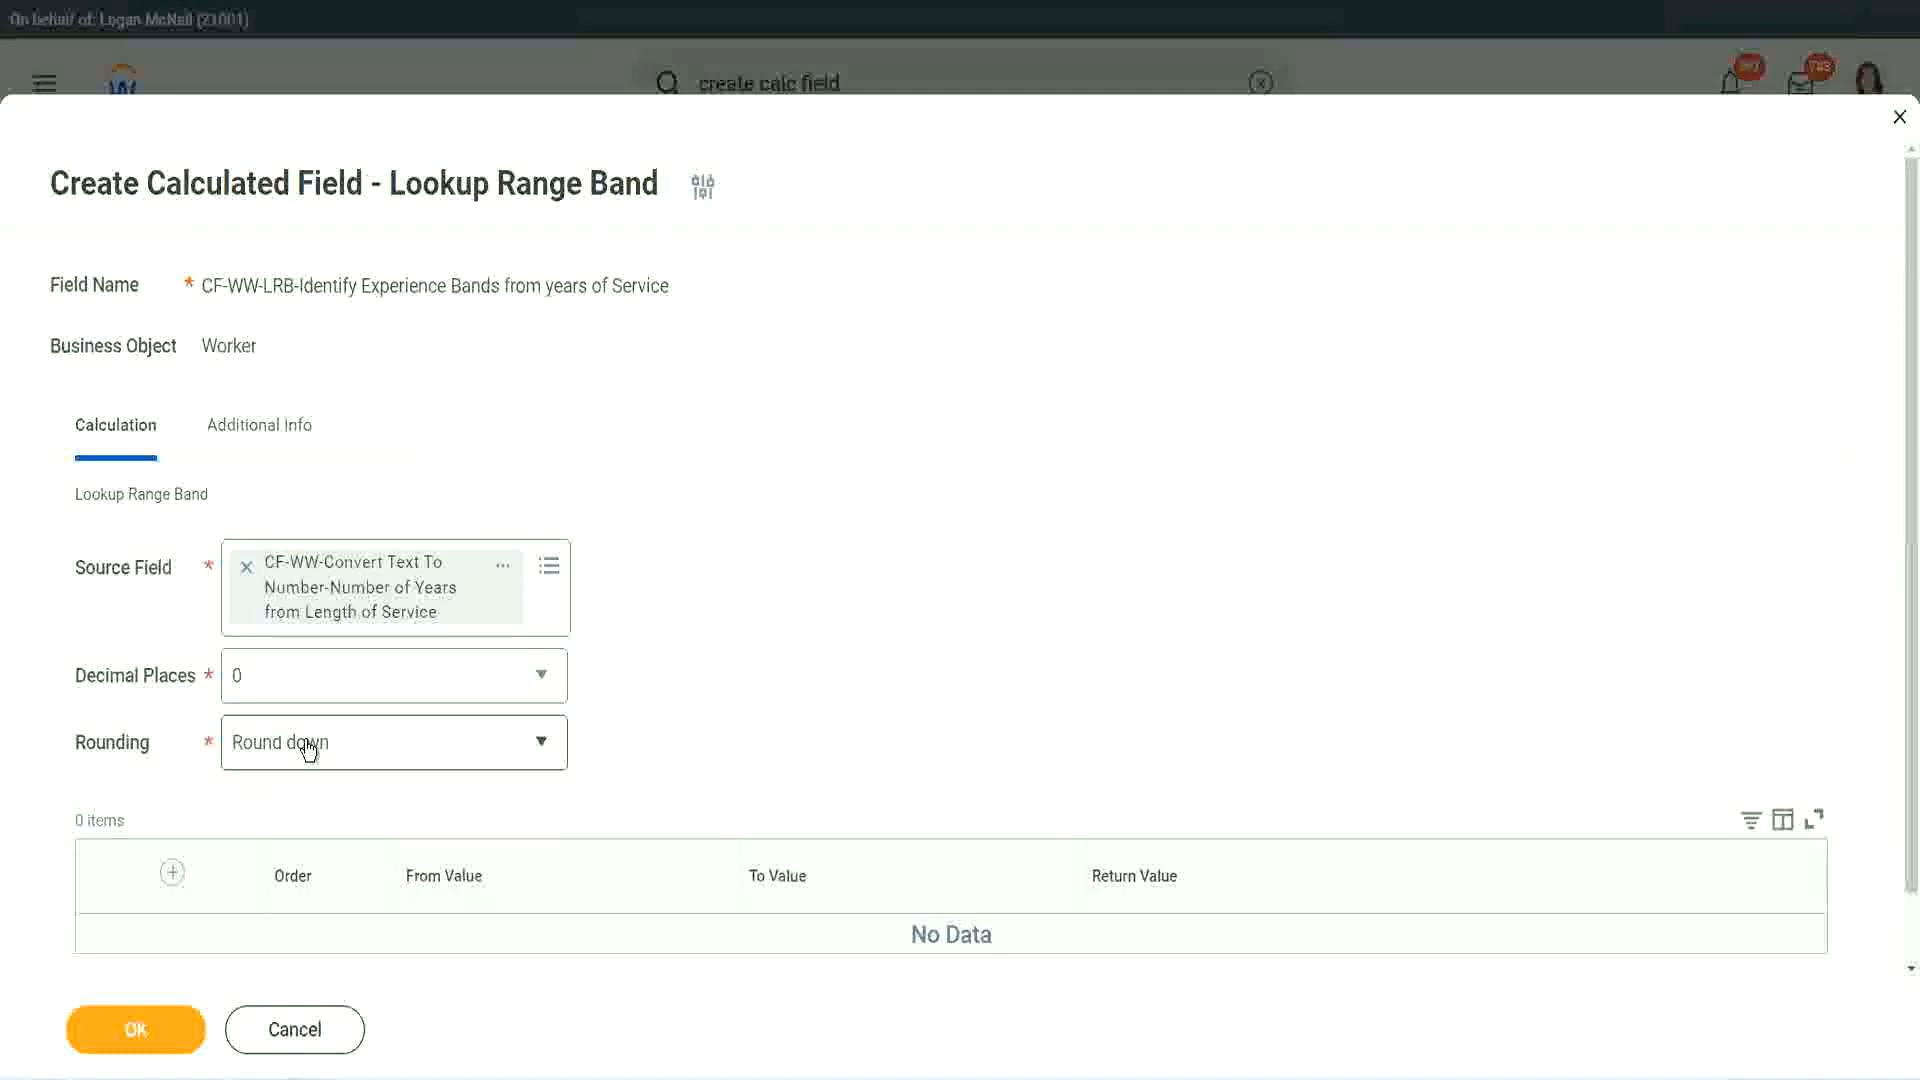 On behalf of: Logan McNeil (21001)
create calc field
Create Calculated Field - Lookup Range Band
Field Name * CF-WW-LRB-Identify Experience Bands from years of Service
Business Object Worker
Calculation Additional Info
Lookup Range Band
Source Field * CF-WW-Convert Text To
Number-Number of Years
from Length of Service
Decimal Places * 0
Rounding * Round down
0 items
Order From Value To Value Return Value
No Data
OK Cancel